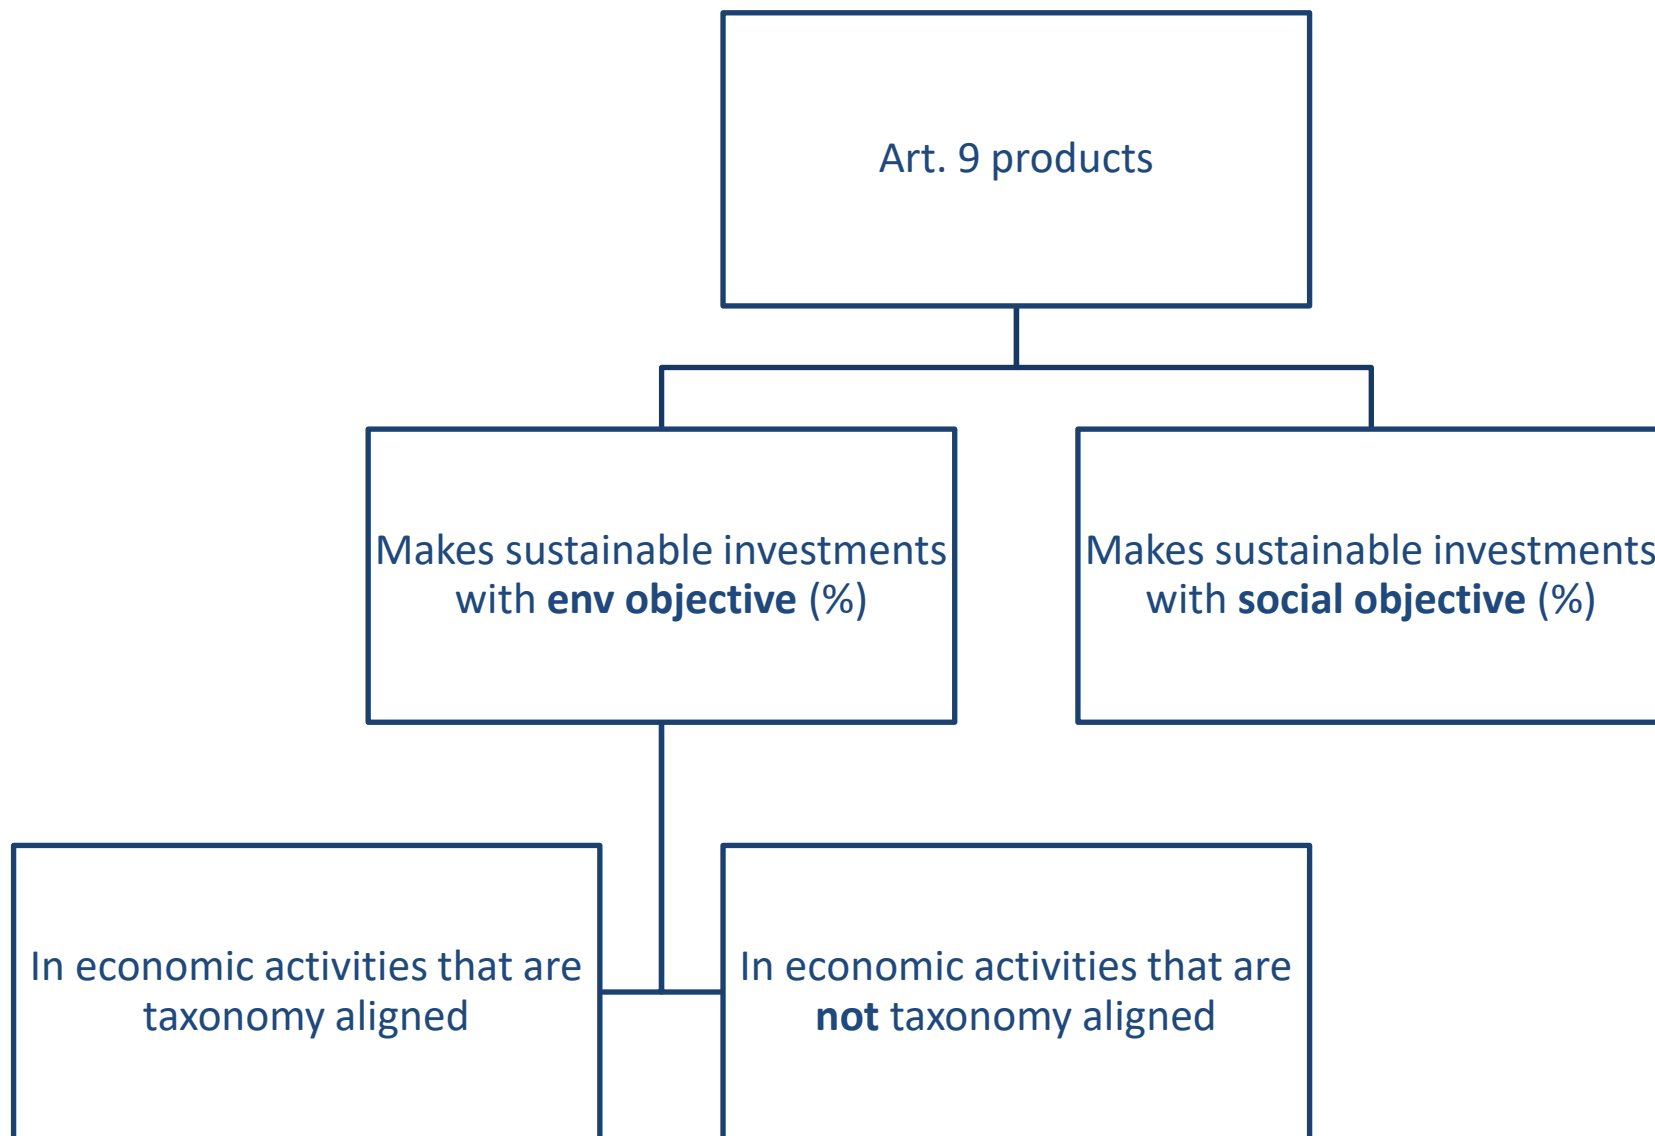 Art. 9 products
Makes sustainable investments
with env objective (%)
Makes sustainable investments
with social objective (%)
In economic activities that are
taxonomy aligned
In economic activities that are
not taxonomy aligned